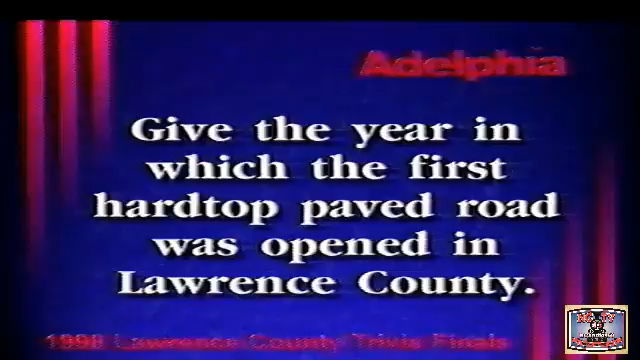 Adelphia
Give the year in
which the first
hardtop paved road
was opened in
Lawrence County.
1998 Lawrence County Trivia Finals